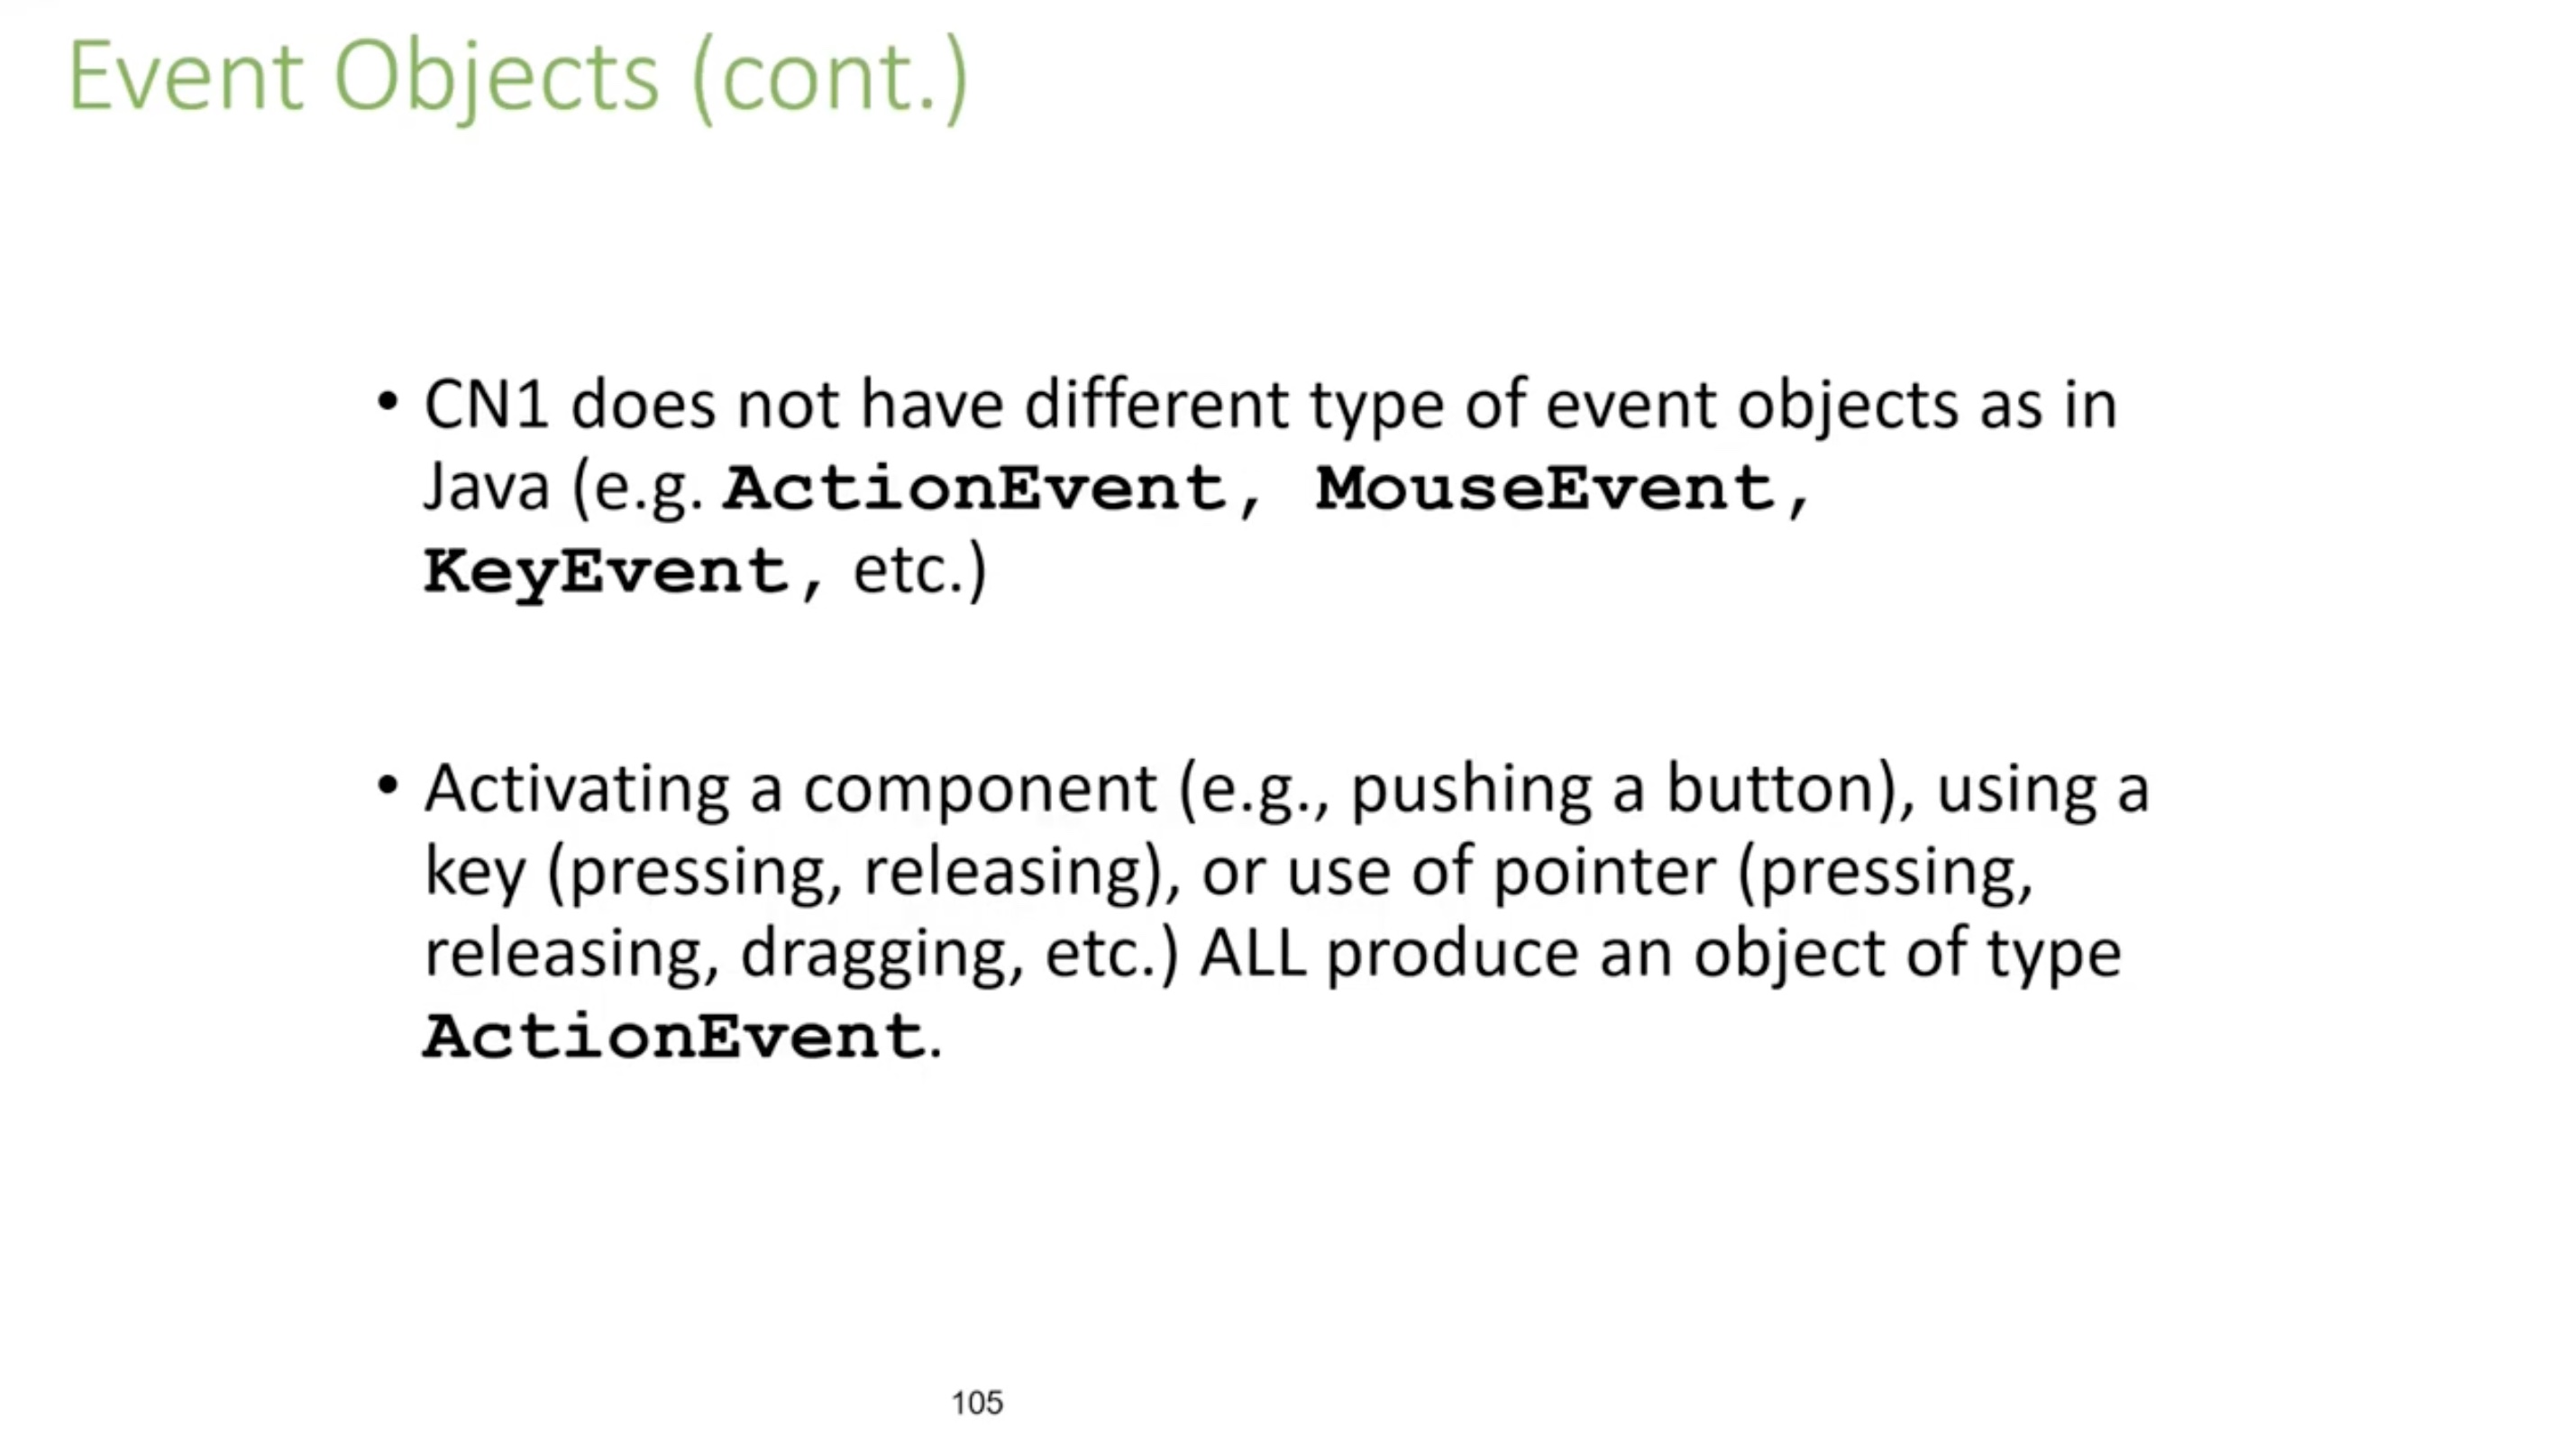 Event Objects (cont.)
• CN1 does not have different type of event objects as in
Java (e.g. ActionEvent, MouseEvent,
KeyEvent, etc.)
• Activating a component (e.g., pushing a button), using a
key (pressing, releasing), or use of pointer (pressing,
releasing, dragging, etc.) ALL produce an object of type
ActionEvent.
105